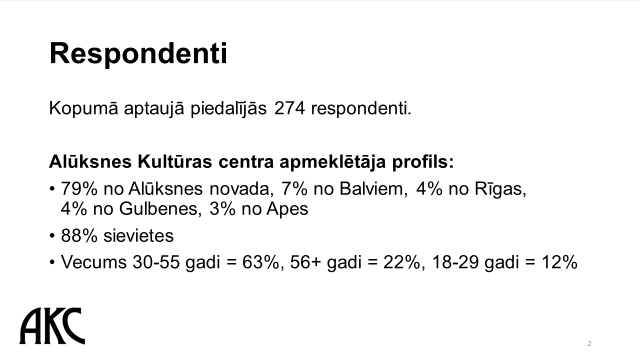 Respondenti
Kopumā aptaujā piedalījās 274 respondenti.
Alūksnes Kultūras centra apmeklētāja profils:
• 79% no Alūksnes novada, 7% no Balviem, 4% no Rīgas,
4% no Gulbenes, 3% no Apes
• 88% sievietes
• Vecums 30-55 gadi = 63%, 56+ gadi = 22%, 18-29 gadi = 12%
AKC
2